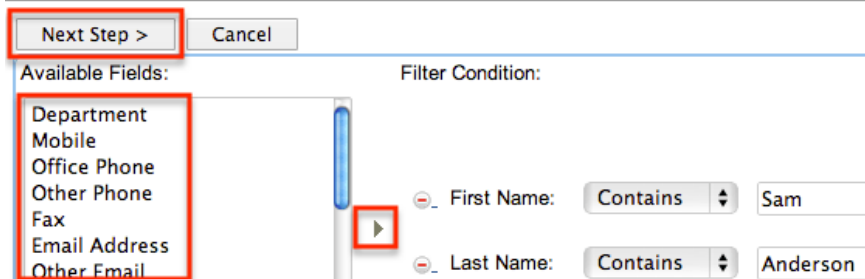 Next Step > Cancel
Available Fields: Filter Condition:
Department
Mobile
Office Phone
Other Phone
Fax
Email Address
Other Email
First Name: Contains Sam
Last Name: Contains Anderson